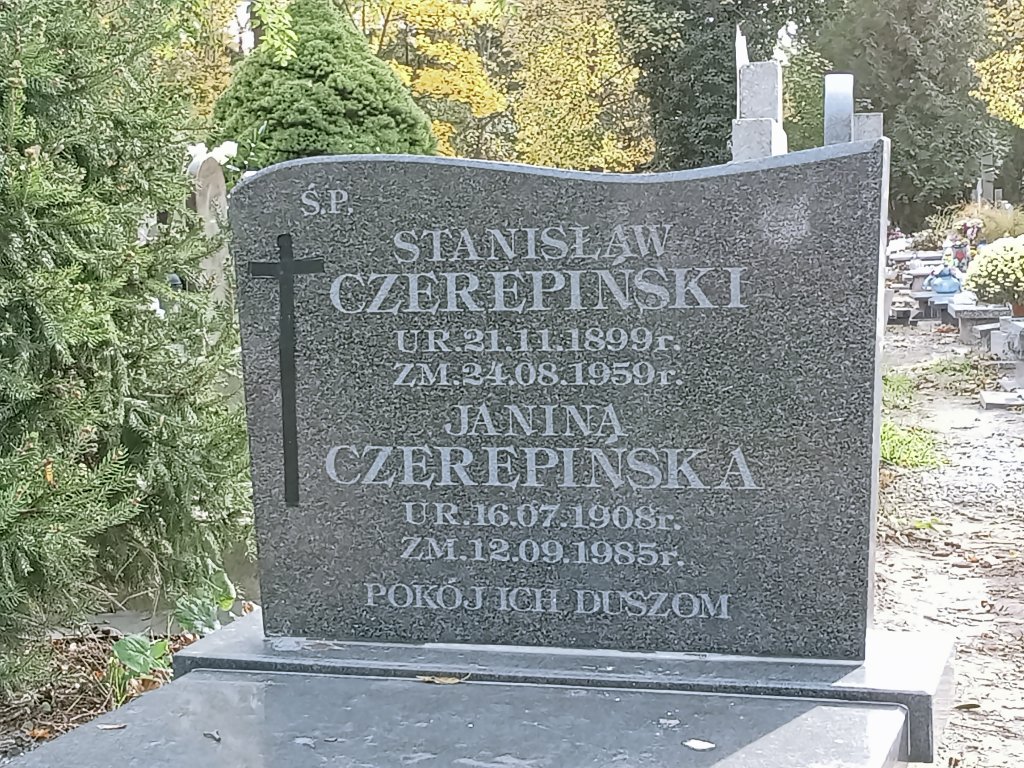 Ś.P.
STANISŁAW
CZEREPIŃSKI
UR.21.11.1899r.
ZM.24.08.1959r.
JANINA
CZEREPIŃSKA
UR.16.07.1908r.
ZM.12.09.1985r.
POKÓJ ICH DUSZOM